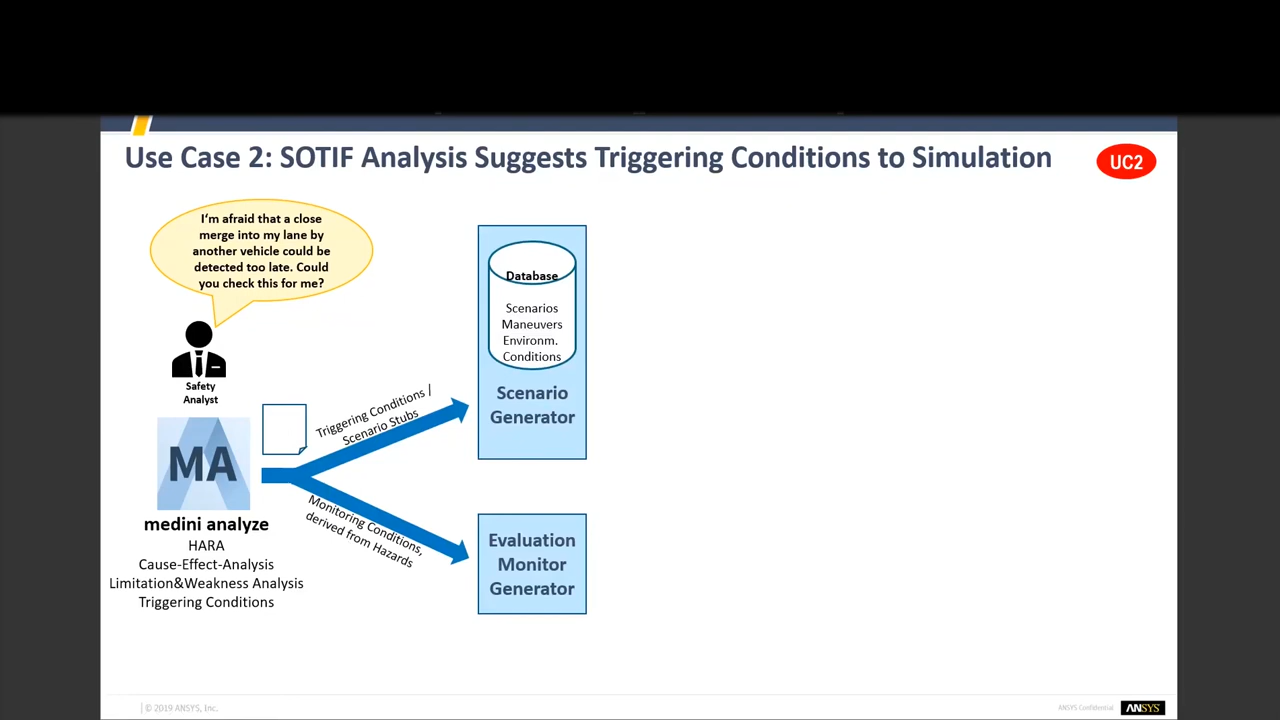 Use Case 2: SOTIF Analysis Suggests Triggering Conditions to Simulation
UC2
I'm afraid that a close
merge into my lane by
another vehicle could be
detected too late. Could
you check this for me?
Safety
Analyst
MA
medini analyze
HARA
Cause-Effect-Analysis
Limitation&Weakness Analysis
Triggering Conditions
Triggering Conditions |
Scenario Stubs
Monitoring Conditions,
derived from Hazards
Database
Scenarios
Maneuvers
Environm.
Conditions
Scenario
Generator
Evaluation
Monitor
Generator
© 2019 ANSYS, Inc.
ANSYS Confidential
ANSYS